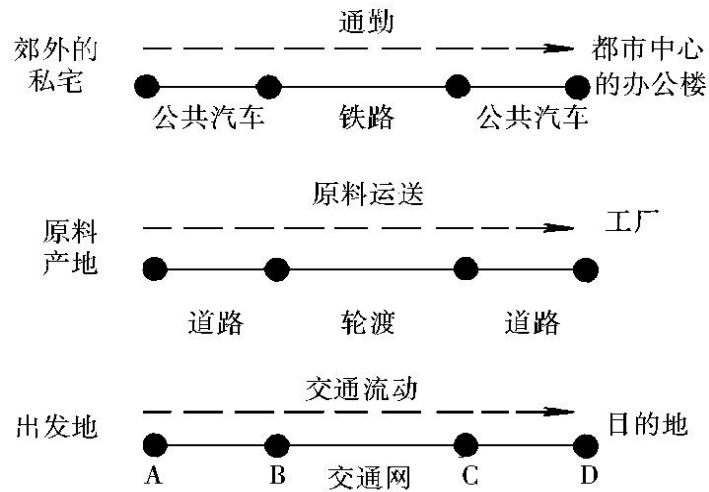 通勤
郊外的
私宅
都市中心
的办公楼
公共汽车 铁路 公共汽车
原料运送
原料
产地
工厂
道路 轮渡 道路
交通流动
出发地
目的地
A B 交通网 C D